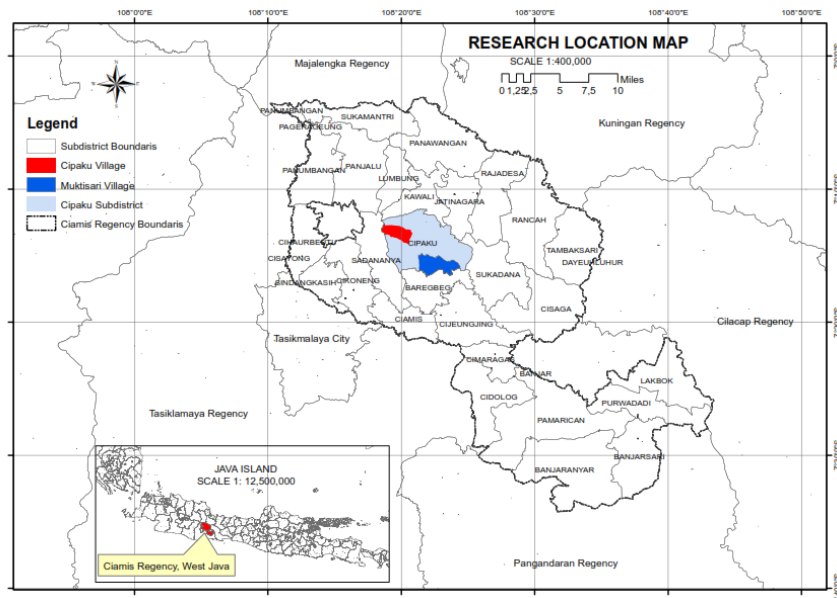 108°0'0"E 108°10'0"E 108°20'0"E 108°30'0"E 108°40'0"E 108°50'0"E
RESEARCH LOCATION MAP
SCALE 1:400,000
Miles
0 1,25 2,5 5 7,5 10
N
Majalengka Regency
Kuningan Regency
Legend
Subdistrict Boundaris
Cipaku Village
Muktisari Village
Cipaku Subdistrict
Ciamis Regency Boundaris
PANUMBANGAN
SUKAMANTRI
PAGERAGEUNG
PANAWANGAN
PANUMBANGAN
PANJALU
LUMBUNG
RAJADESA
KAWALI
JATINAGARA
RANCAH
CIPAKU
CIHAURBEUTI
TAMBAKSARI
CISAYONG
SADANANYA
DAYEUHLUHUR
SUKADANA
CIKONENG
BINDANGKASIH
BAREGBEG
CISAGA
CIAMIS
CIJEUNGJING
Cilacap Regency
Tasikmalaya City
CIMARAGAS
BANJAR
LAKBOK
CIDOLOG
PURWADADI
Tasiklamaya Regency
PAMARICAN
BANJARSARI
BANJARANYAR
JAVA ISLAND
SCALE 1: 12,500,000
Ciamis Regency, West Java
Pangandaran Regency